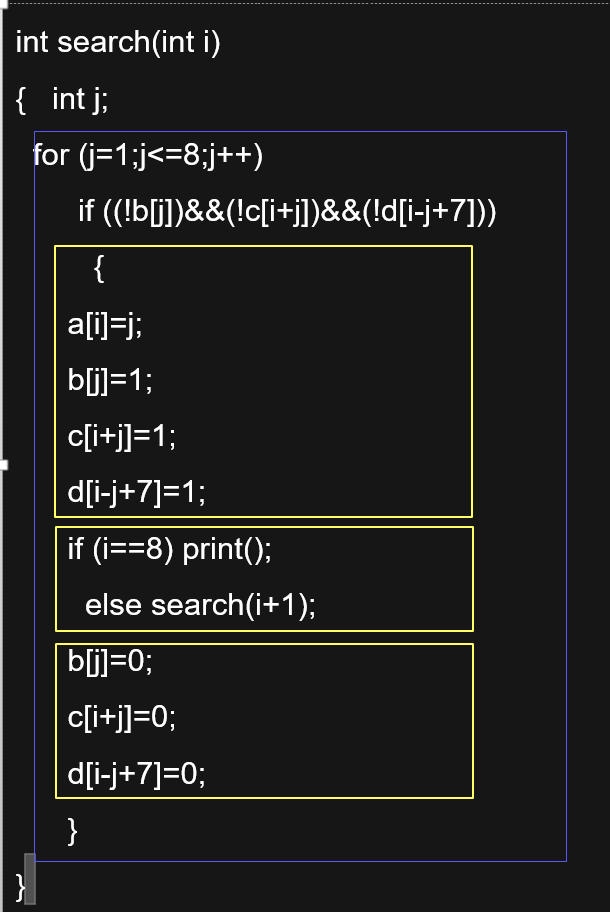 int search(int i)
{ int j;
for (j=1;j<=8;j++)
if ((!b[j])&&(!c[i+j])&&(!d[i-j+7]))
{
a[i]=j;
b[j]=1;
c[i+j]=1;
d[i-j+7]=1;
if (i==8) print();
else search(i+1);
b[j]=0;
c[i+j]=0;
d[i-j+7]=0;
}
}